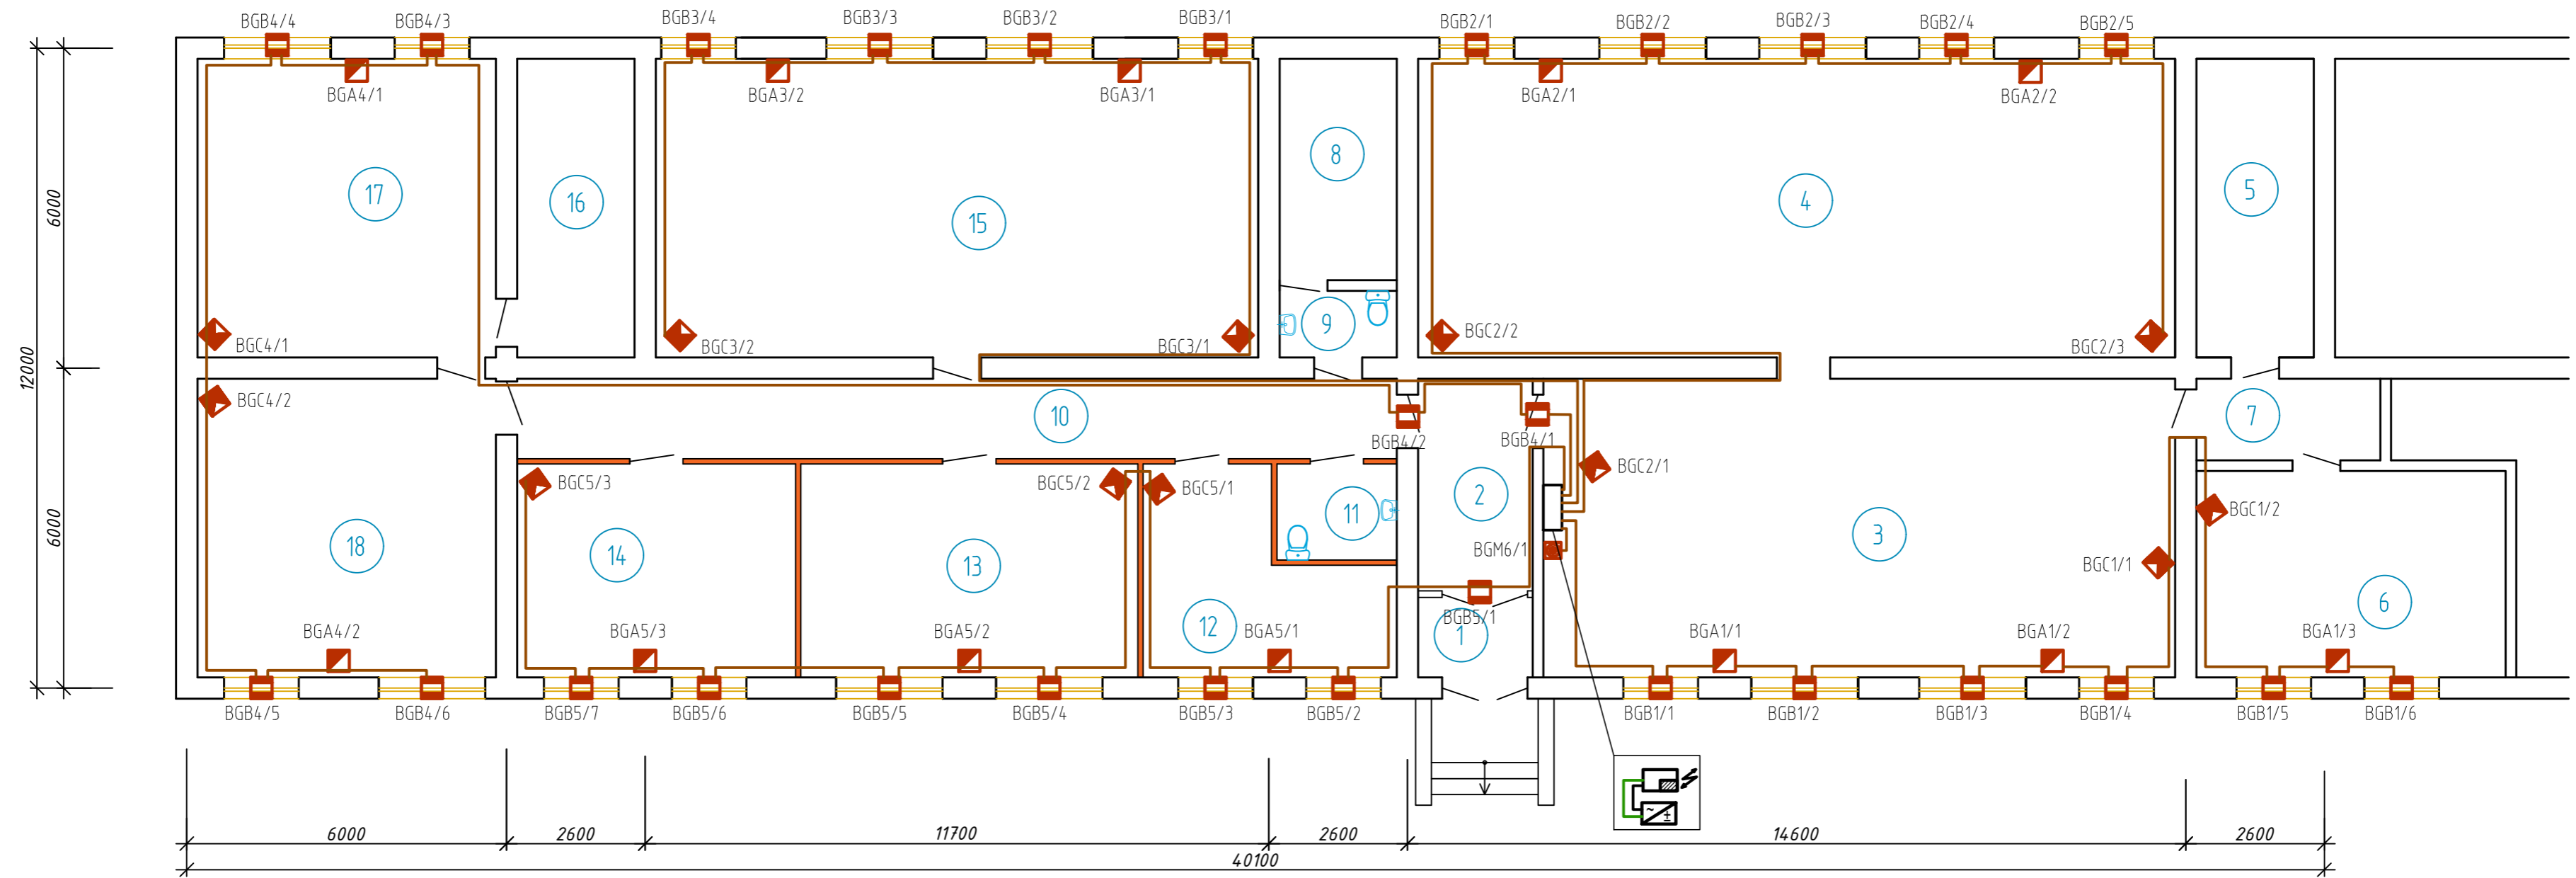 BGB4/4 BGB4/3 BGB3/4 BGB3/3 BGB3/2 BGB3/1 BGB2/1 BGB2/2 BGB2/3 BGB2/4 BGB2/5
BGA4/1 BGA3/2 BGA3/1 BGA2/1 BGA2/2
8
17 16 15 4 5
6000
9
BGC4/1 BGC3/2 BGC3/1 BGC2/2 BGC2/3
12000
BGC4/2 10 7
BGB4/2 BGB4/1
BGC2/1
BGC5/3 BGC5/2 BGC5/1 2
6000
11 BGC1/2
18 14 13 BGM6/1 3 BGC1/1
12 BGB5/1 1 6
BGA4/2 BGA5/3 BGA5/2 BGA5/1 BGA1/1 BGA1/2 BGA1/3
BGB4/5 BGB4/6 BGB5/7 BGB5/6 BGB5/5 BGB5/4 BGB5/3 BGB5/2 BGB1/1 BGB1/2 BGB1/3 BGB1/4 BGB1/5 BGB1/6
~ ±
6000 2600 11700 2600 14600 2600
40100